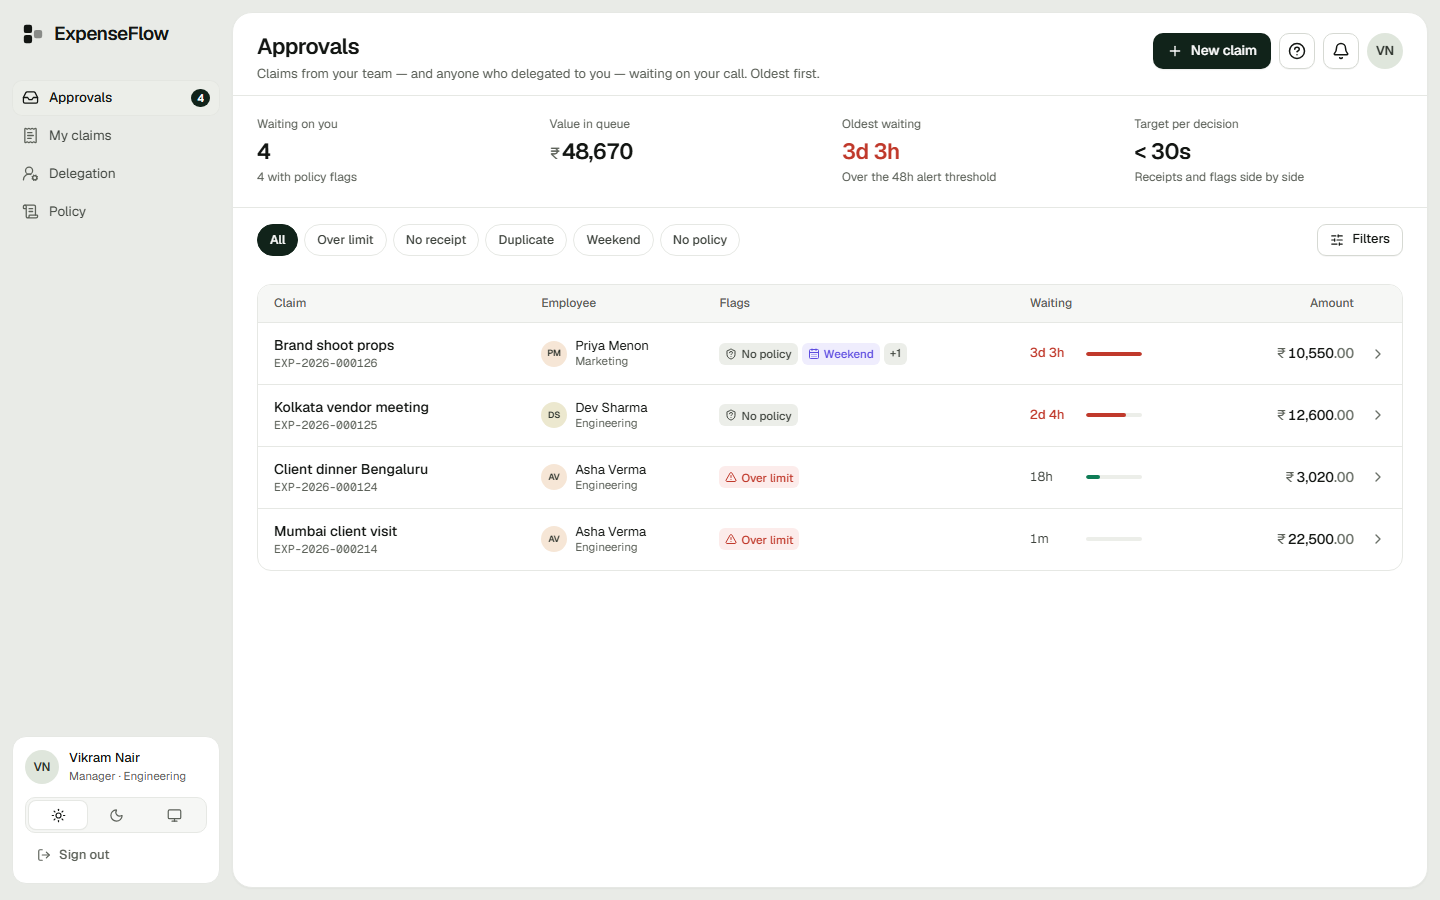 ExpenseFlow
Approvals 4
My claims
Delegation
Policy
Vikram Nair
VN
Manager · Engineering
Sign out
Approvals
Claims from your team — and anyone who delegated to you — waiting on your call. Oldest first.
New claim
VN
Waiting on you
4
4 with policy flags
Value in queue
₹48,670
Oldest waiting
3d 3h
Over the 48h alert threshold
Target per decision
< 30s
Receipts and flags side by side
All Over limit No receipt Duplicate Weekend No policy Filters
Claim Employee Flags Waiting Amount
Brand shoot props
EXP-2026-000126
PM
Priya Menon
Marketing
No policy Weekend +1
3d 3h
₹10,550.00
Kolkata vendor meeting
EXP-2026-000125
DS
Dev Sharma
Engineering
No policy
2d 4h
₹12,600.00
Client dinner Bengaluru
EXP-2026-000124
AV
Asha Verma
Engineering
Over limit
18h
₹3,020.00
Mumbai client visit
EXP-2026-000214
AV
Asha Verma
Engineering
Over limit
1m
₹22,500.00